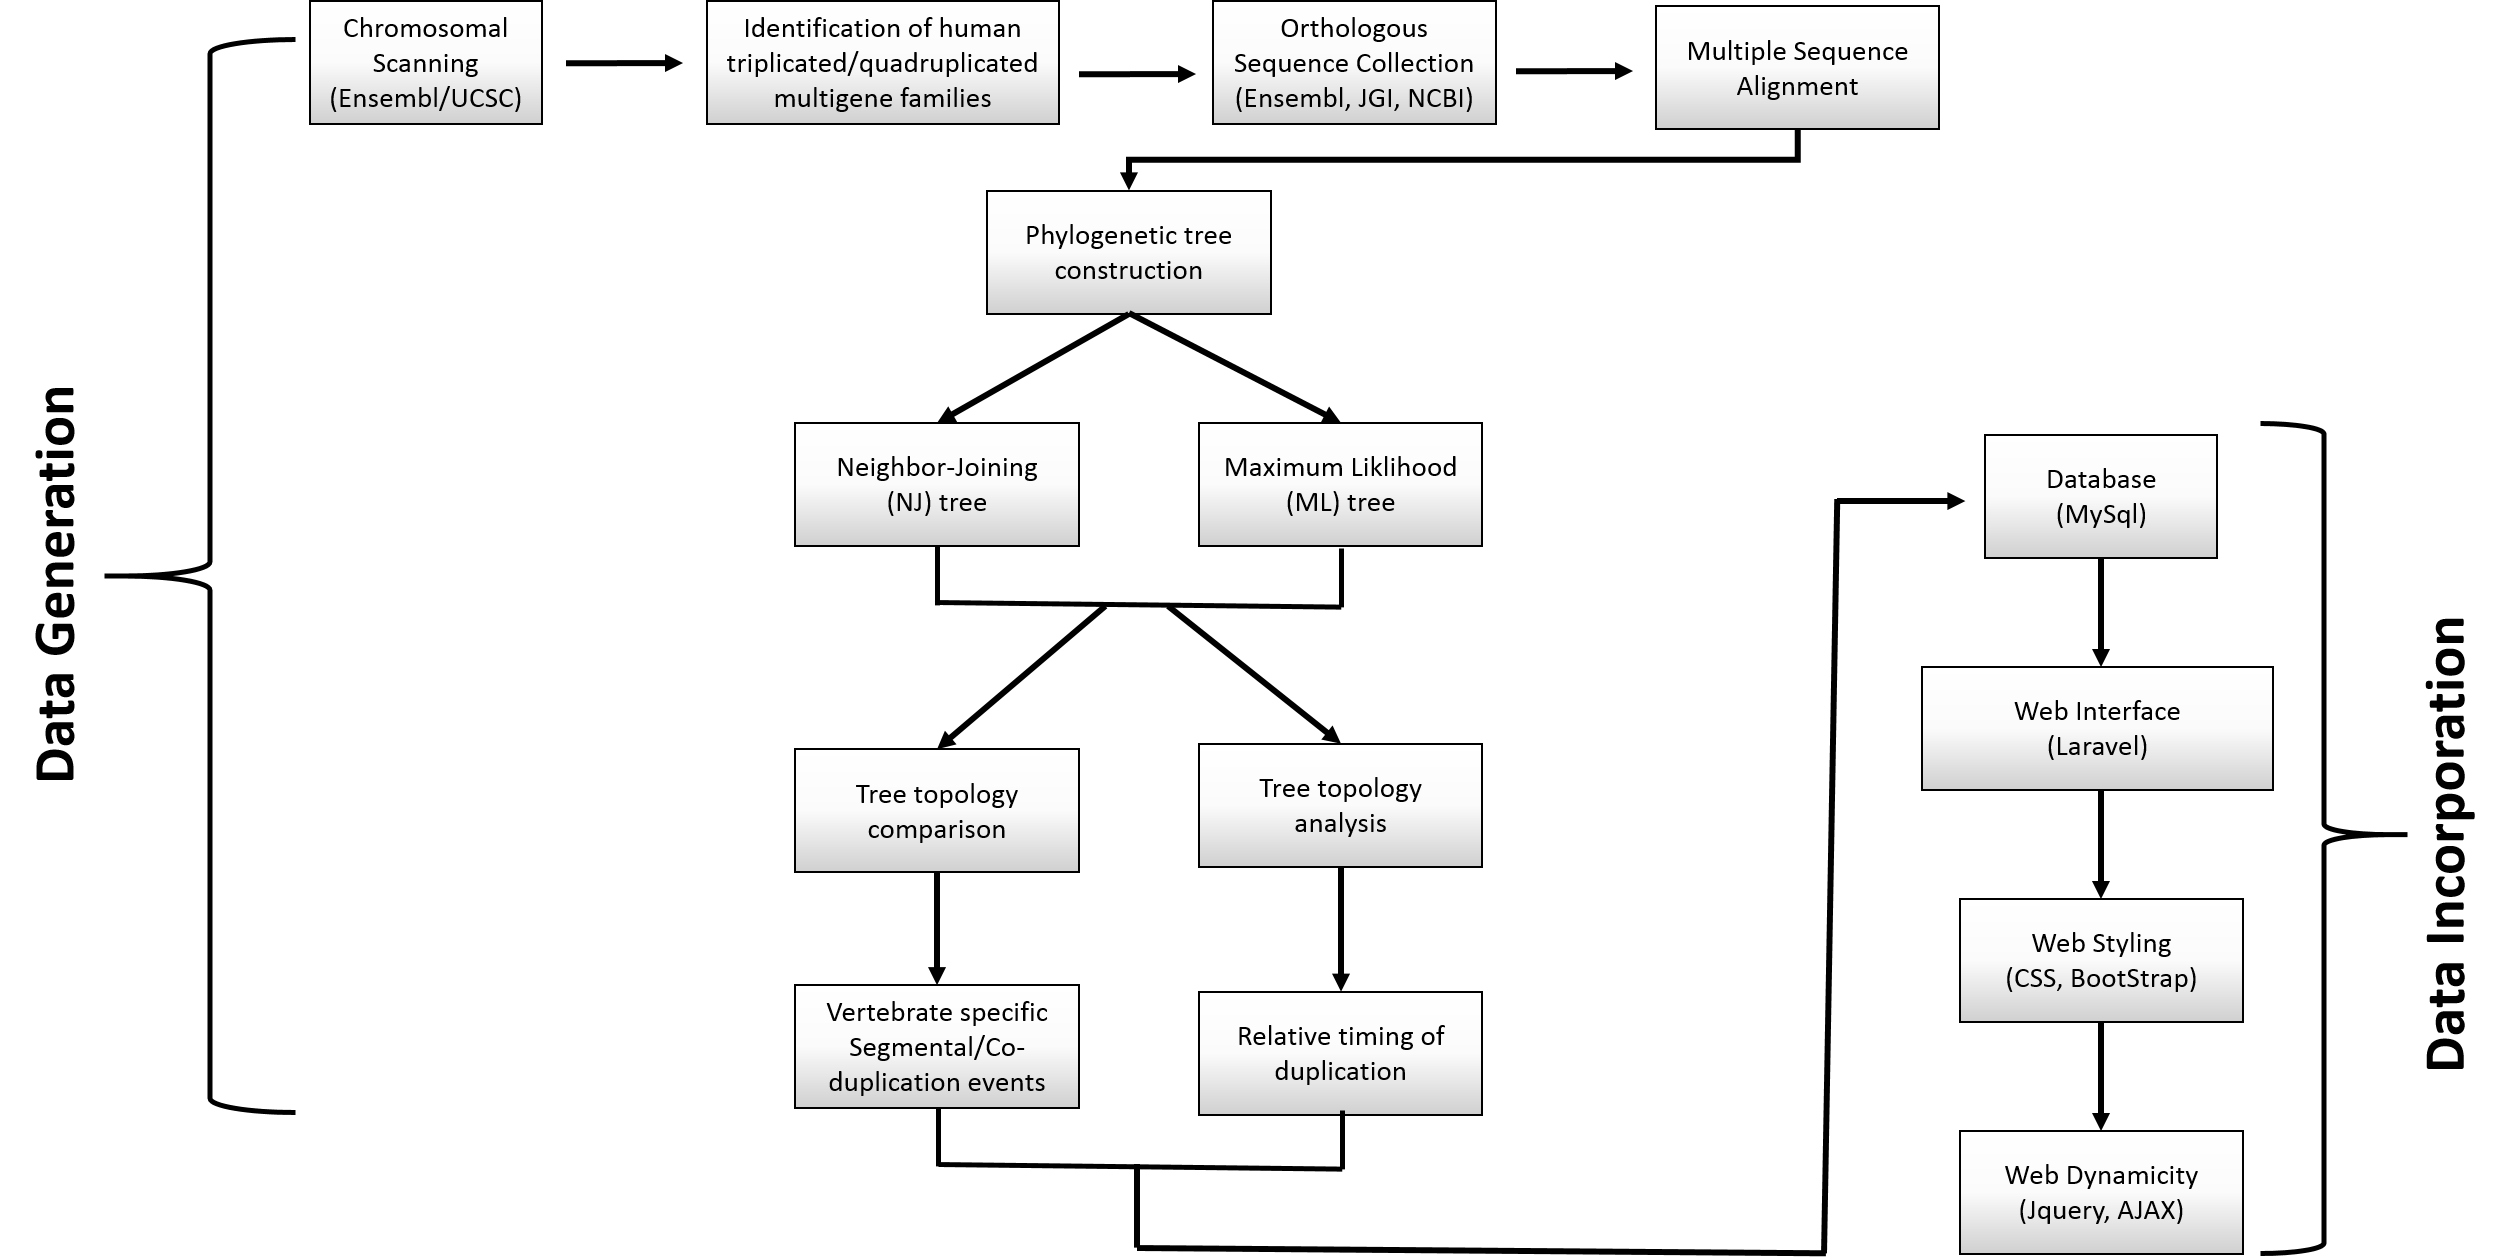 Chromosomal
Scanning
(Ensembl/UCSC)
Identification of human
triplicated/quadruplicated
multigene families
Orthologous
Sequence Collection
(Ensembl, JGI, NCBI)
Multiple Sequence
Alignment
Phylogenetic tree
construction
Neighbor-Joining
(NJ) tree
Maximum Liklihood
(ML) tree
Tree topology
comparison
Tree topology
analysis
Vertebrate specific
Segmental/Co-
duplication events
Relative timing of
duplication
Data Generation
Database
(MySql)
Web Interface
(Laravel)
Web Styling
(CSS, BootStrap)
Web Dynamicity
(Jquery, AJAX)
Data Incorporation